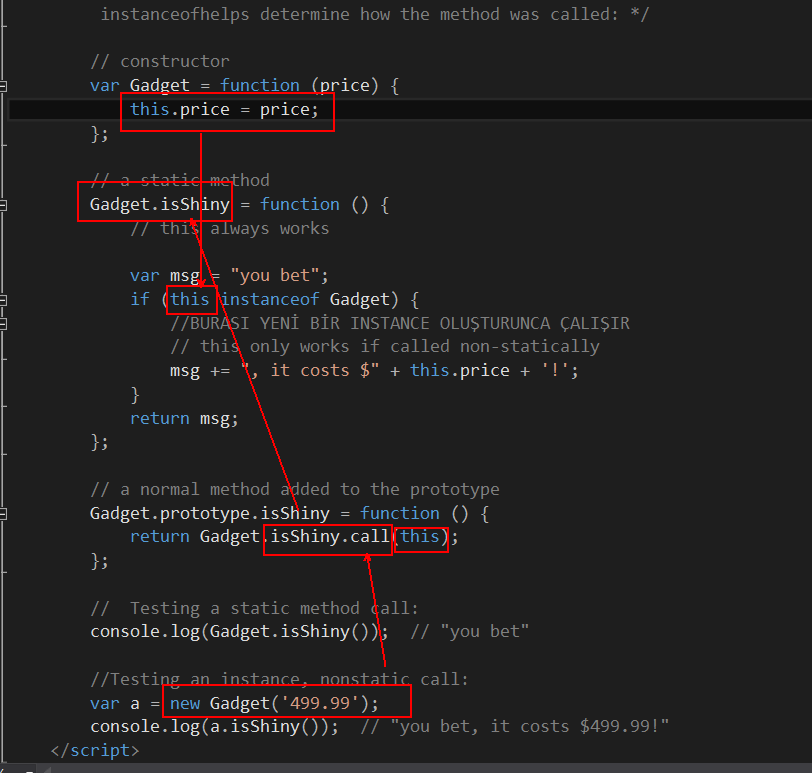 instanceofhelps determine how the method was called: */
// constructor
var Gadget = function (price) {
this.price = price;
};
// a static method
Gadget.isShiny = function () {
// this always works
var msg = "you bet";
if (this instanceof Gadget) {
//BURASI YENİ BİR INSTANCE OLUŞTURUNCA ÇALIŞIR
// this only works if called non-statically
msg += ", it costs $" + this.price + '!';
}
return msg;
};
// a normal method added to the prototype
Gadget.prototype.isShiny = function () {
return Gadget.isShiny.call(this);
};
//  Testing a static method call:
console.log(Gadget.isShiny());  // "you bet"
//Testing an instance, nonstatic call:
var a = new Gadget('499.99');
console.log(a.isShiny());  // "you bet, it costs $499.99!"
</script>